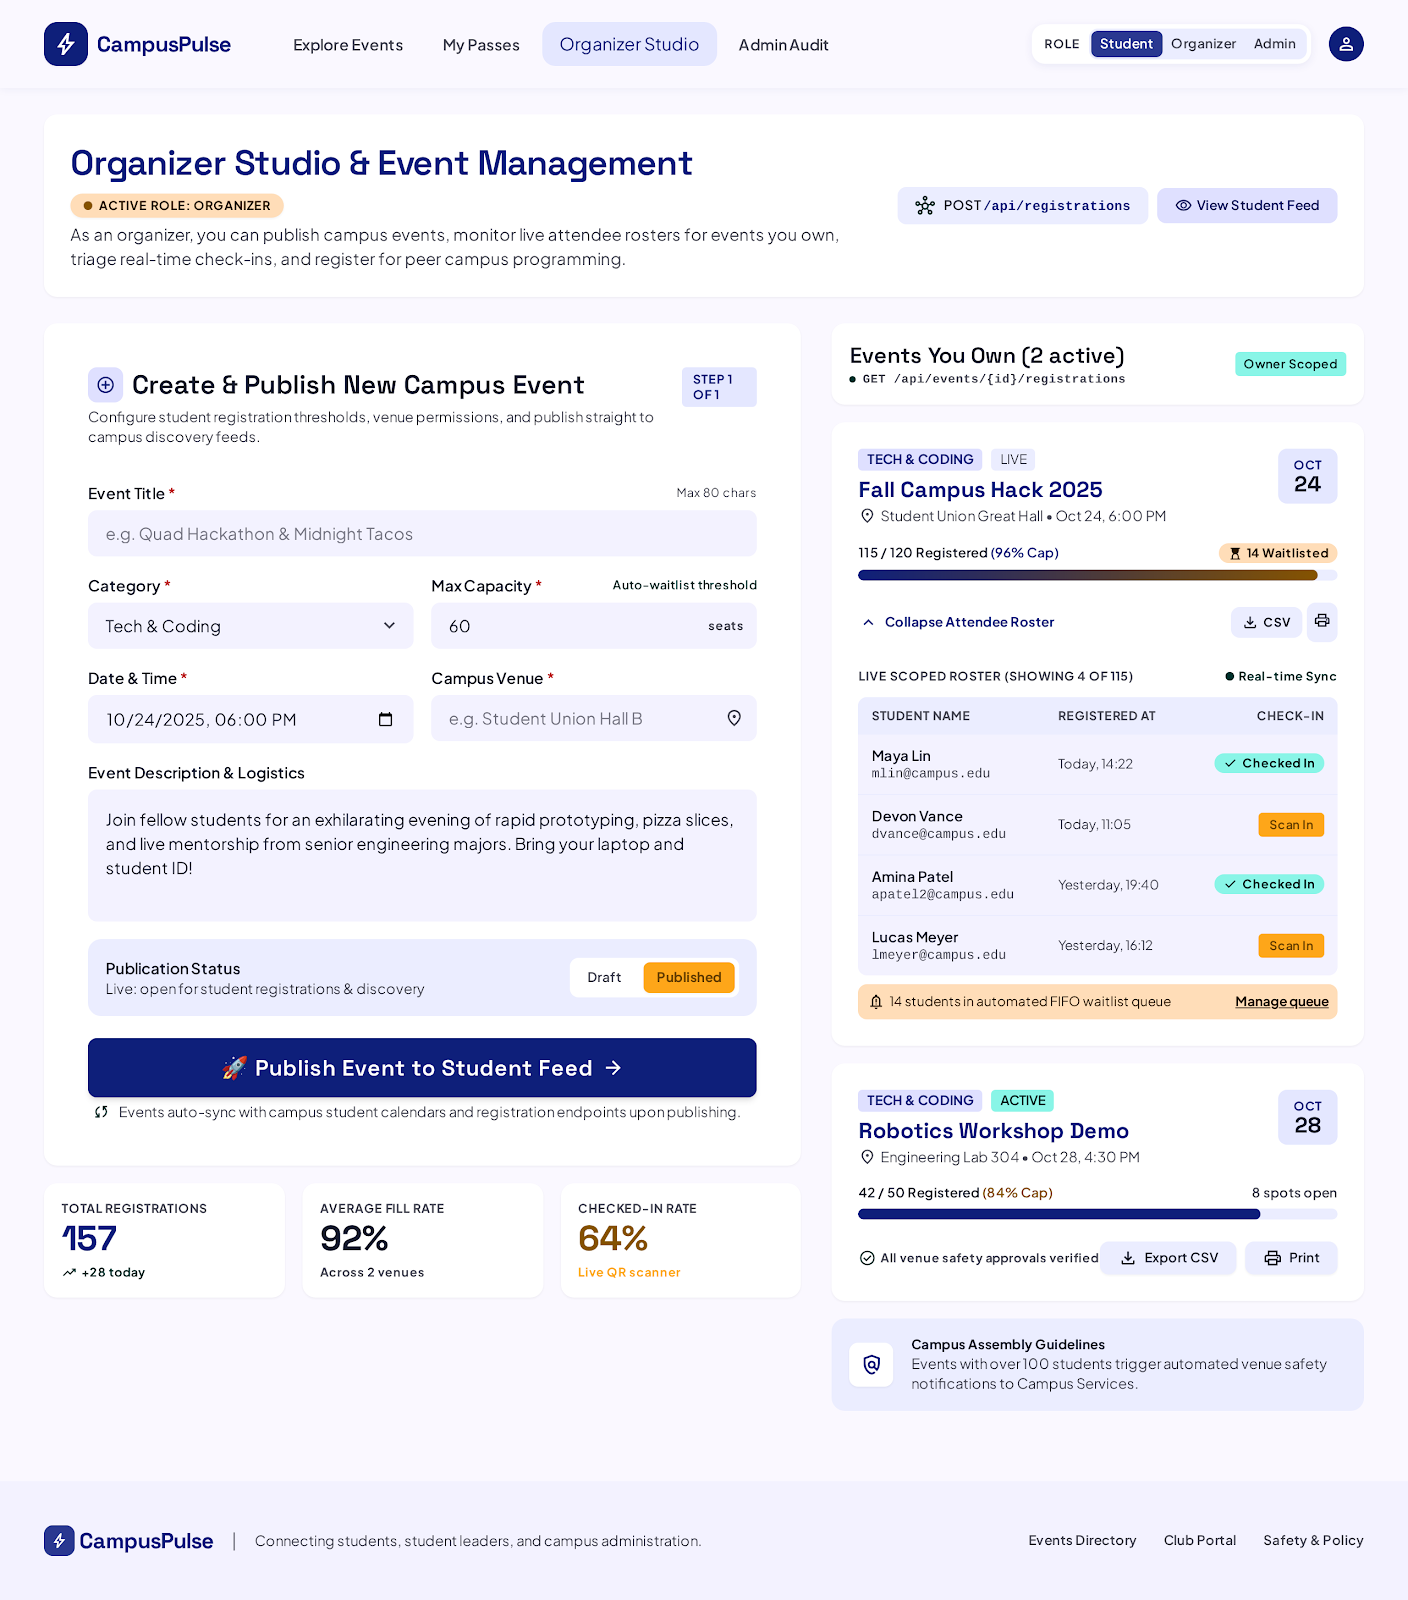 CampusPulse
Explore Events
My Passes
Organizer Studio
Admin Audit
ROLE
Student
Organizer
Admin
Organizer Studio & Event Management
ACTIVE ROLE: ORGANIZER
As an organizer, you can publish campus events, monitor live attendee rosters for events you own,
triage real-time check-ins, and register for peer campus programming.
POST /api/registrations
View Student Feed
Create & Publish New Campus Event
STEP 1
OF 1
Configure student registration thresholds, venue permissions, and publish straight to
campus discovery feeds.
Event Title *
Max 80 chars
e.g. Quad Hackathon & Midnight Tacos
Category *
Max Capacity *
Auto-waitlist threshold
Tech & Coding
60
seats
Date & Time *
Campus Venue *
10/24/2025, 06:00 PM
e.g. Student Union Hall B
Event Description & Logistics
Join fellow students for an exhilarating evening of rapid prototyping, pizza slices,
and live mentorship from senior engineering majors. Bring your laptop and
student ID!
Publication Status
Live: open for student registrations & discovery
Draft
Published
🚀 Publish Event to Student Feed →
Events auto-sync with campus student calendars and registration endpoints upon publishing.
TOTAL REGISTRATIONS
157
+28 today
AVERAGE FILL RATE
92%
Across 2 venues
CHECKED-IN RATE
64%
Live QR scanner
Events You Own (2 active)
● GET /api/events/{id}/registrations
Owner Scoped
TECH & CODING
LIVE
OCT
24
Fall Campus Hack 2025
Student Union Great Hall • Oct 24, 6:00 PM
115 / 120 Registered (96% Cap)
14 Waitlisted
Collapse Attendee Roster
CSV
LIVE SCOPED ROSTER (SHOWING 4 OF 115)
Real-time Sync
STUDENT NAME
REGISTERED AT
CHECK-IN
Maya Lin
mlin@campus.edu
Today, 14:22
Checked In
Devon Vance
dvance@campus.edu
Today, 11:05
Scan In
Amina Patel
apatel2@campus.edu
Yesterday, 19:40
Checked In
Lucas Meyer
lmeyer@campus.edu
Yesterday, 16:12
Scan In
14 students in automated FIFO waitlist queue
Manage queue
TECH & CODING
ACTIVE
OCT
28
Robotics Workshop Demo
Engineering Lab 304 • Oct 28, 4:30 PM
42 / 50 Registered (84% Cap)
8 spots open
All venue safety approvals verified
Export CSV
Print
Campus Assembly Guidelines
Events with over 100 students trigger automated venue safety
notifications to Campus Services.
CampusPulse
|
Connecting students, student leaders, and campus administration.
Events Directory
Club Portal
Safety & Policy